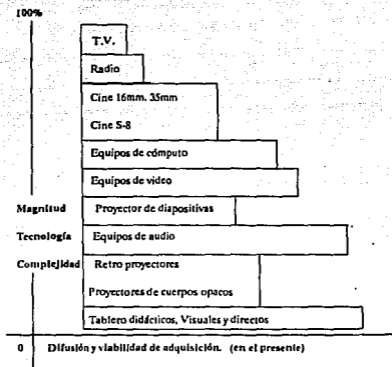 100%
T.V.
Radio
Cine 16mm. 35mm
Cine S-8
Equipos de cómputo
Equipos de video
Magnitud Proyector de diapositivas
Tecnología Equipos de audio
Complejidad Retro proyectores
Proyectores de cuerpos opacos
Tablero didácticos, Visuales y directos
0 Difusión y viabilidad de adquisición. (en el presente)